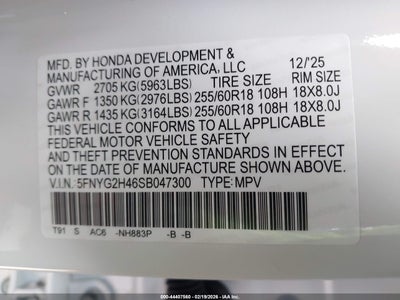 MFD. BY HONDA DEVELOPMENT &
MANUFACTURING OF AMERICA, LLC 12/'25
GVWR 2705 KG(5963LBS) TIRE SIZE RIM SIZE
GAWR F 1350 KG(2976LBS) 255/60R18 108H 18X8.0J
GAWR R 1435 KG(3164LBS) 255/60R18 108H 18X8.0J
THIS VEHICLE CONFORMS TO ALL APPLICABLE
FEDERAL MOTOR VEHICLE SAFETY
AND THEFT PREVENTION STANDARDS IN EFFECT
ON THE DATE OF MANUFACTURE SHOWN ABOVE.
V.I.N. 5FNYG2H46SB047300 TYPE: MPV
T91 S AC6 -NH883P -B -B
000-44407560 - 02/19/2026 - IAA Inc.